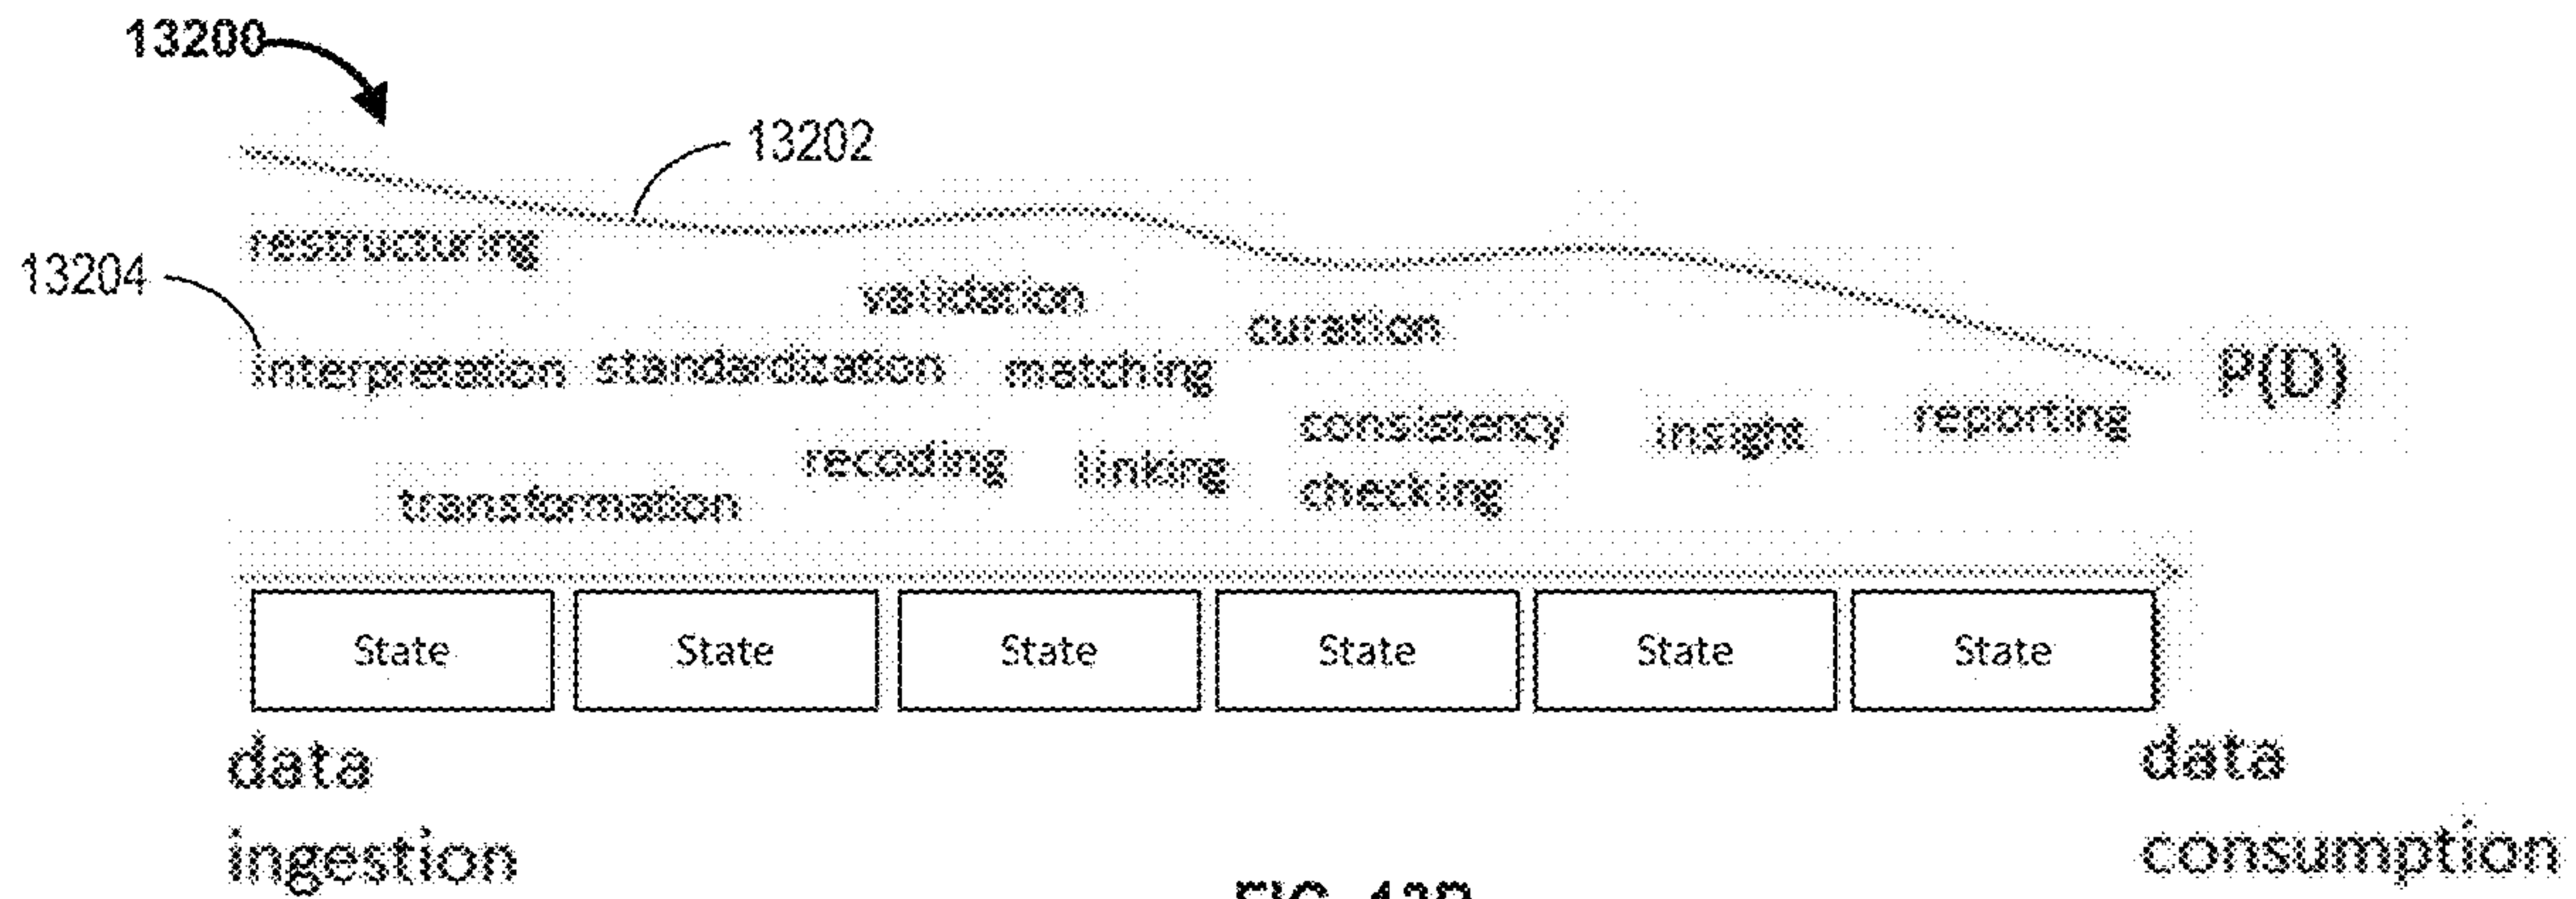 13200
13202
restructuring
13204
validation
curation
interpretation standardization matching
P(D)
consistency
checking
insight
reporting
recoding
linking
transformation
State State State State State State
data
ingestion
data
consumption